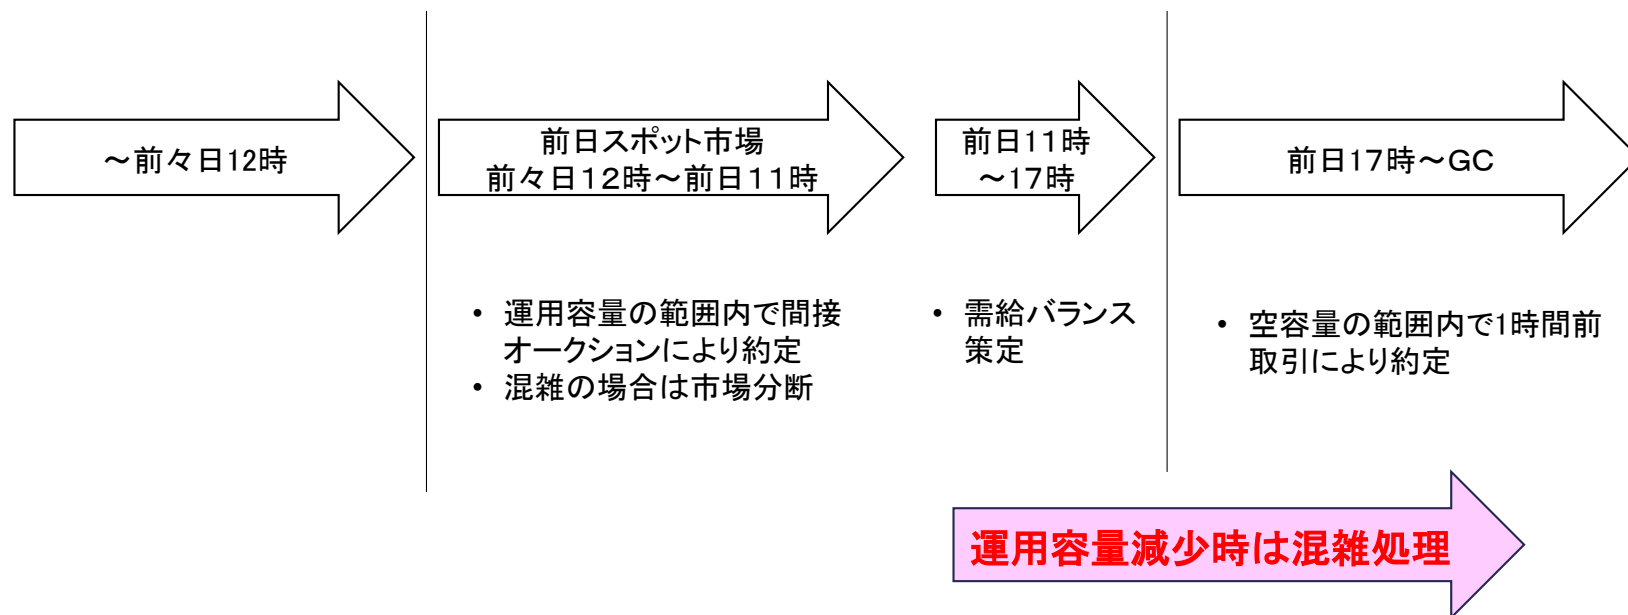 ～前々日12時
前日スポット市場
前々日１２時～前日１１時
前日11時
～17時
前日17時～GC
• 運用容量の範囲内で間接
オークションにより約定
• 混雑の場合は市場分断
• 需給バランス
策定
• 空容量の範囲内で1時間前
取引により約定
運用容量減少時は混雑処理